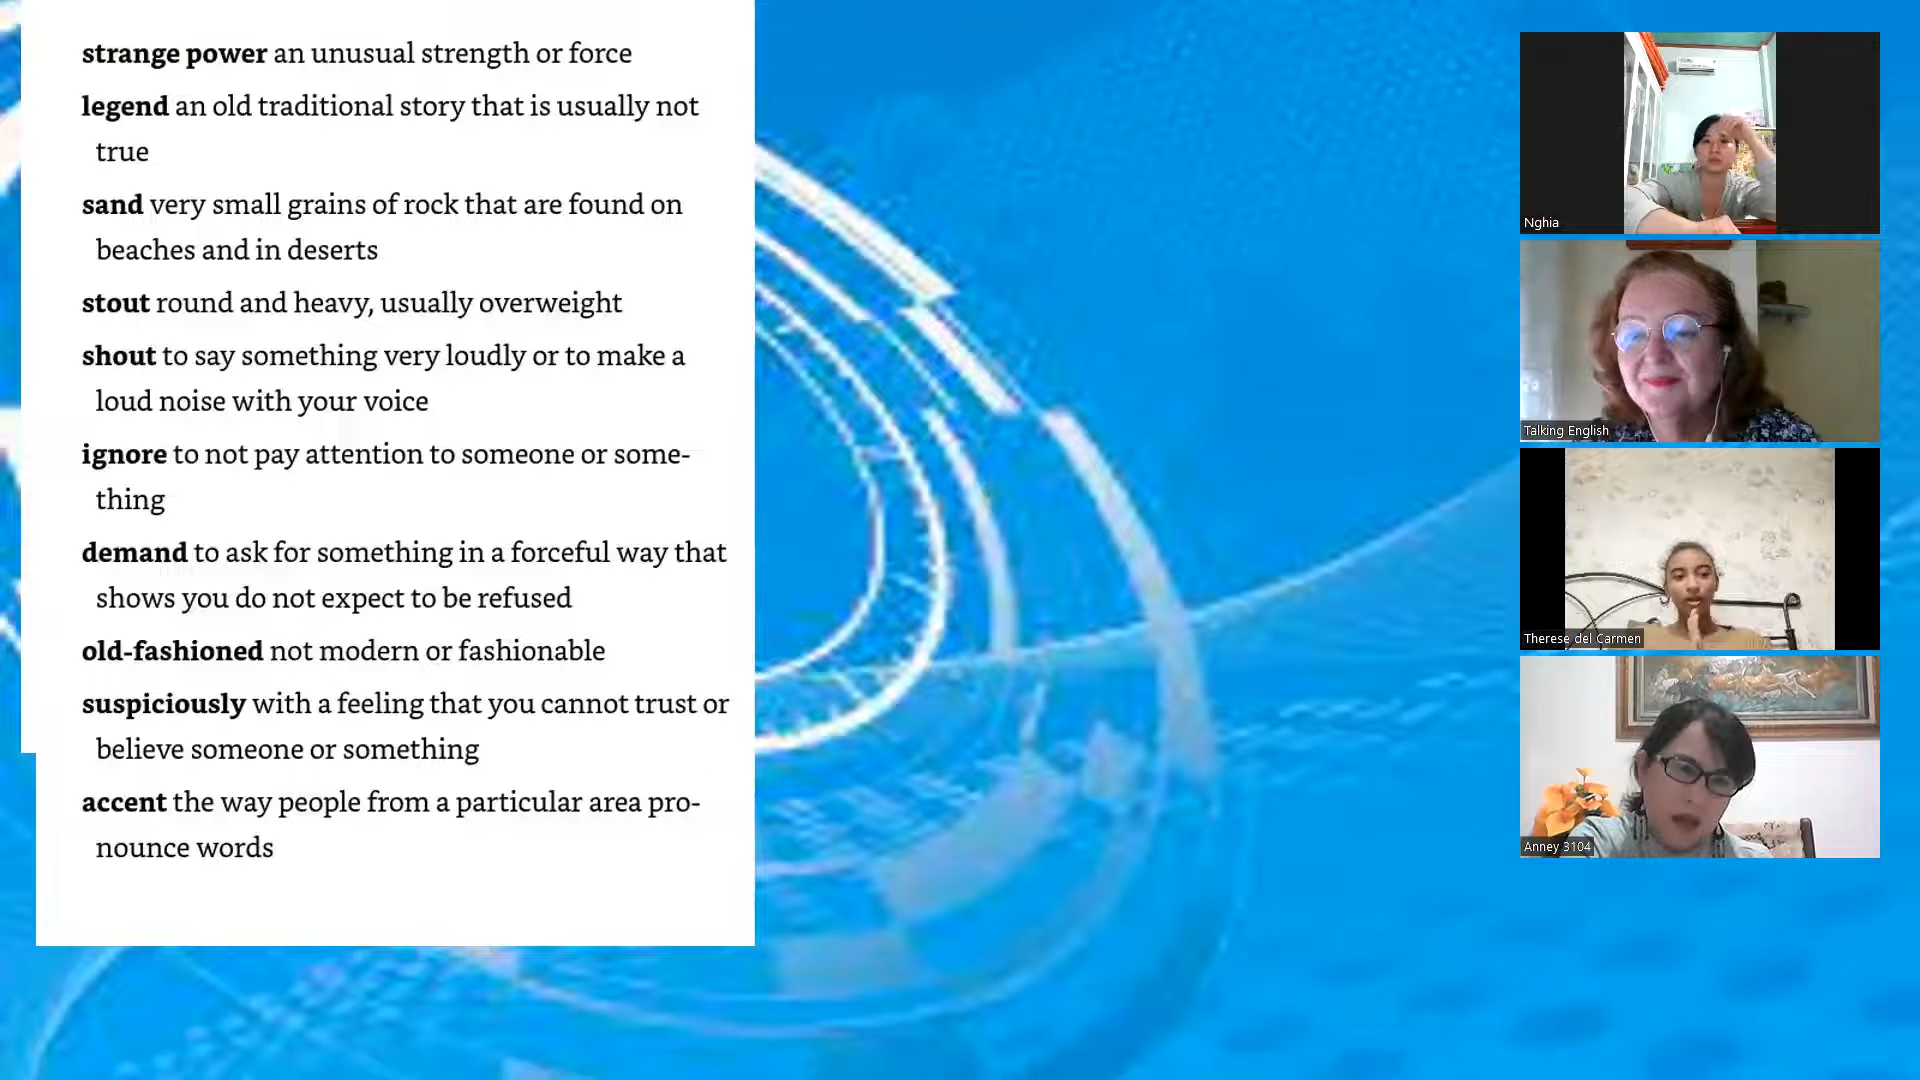 strange power an unusual strength or force
legend an old traditional story that is usually not
true
sand very small grains of rock that are found on
beaches and in deserts
stout round and heavy, usually overweight
shout to say something very loudly or to make a
loud noise with your voice
ignore to not pay attention to someone or some-
thing
demand to ask for something in a forceful way that
shows you do not expect to be refused
old-fashioned not modern or fashionable
suspiciously with a feeling that you cannot trust or
believe someone or something
accent the way people from a particular area pro-
nounce words
Nghia
Talking English
Therese del Carmen
Anney 3104